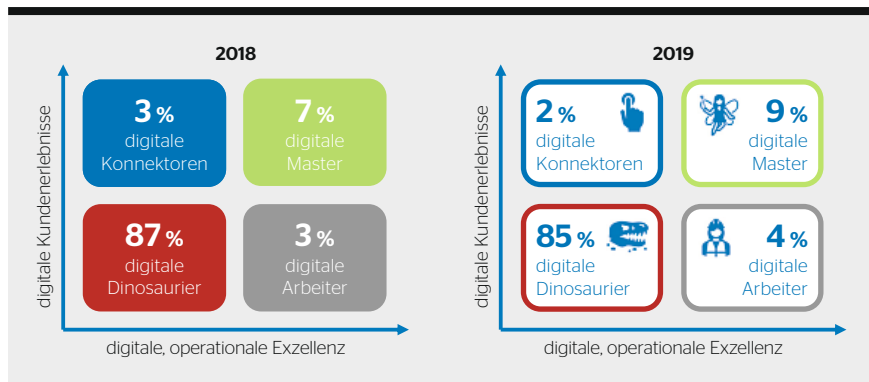 2018
digitale Kundenerlebnisse
3 %
digitale
Konnektoren
7 %
digitale
Master
87 %
digitale
Dinosaurier
3 %
digitale
Arbeiter
digitale, operationale Exzellenz
2019
digitale Kundenerlebnisse
2 %
digitale
Konnektoren
9 %
digitale
Master
85 %
digitale
Dinosaurier
4 %
digitale
Arbeiter
digitale, operationale Exzellenz